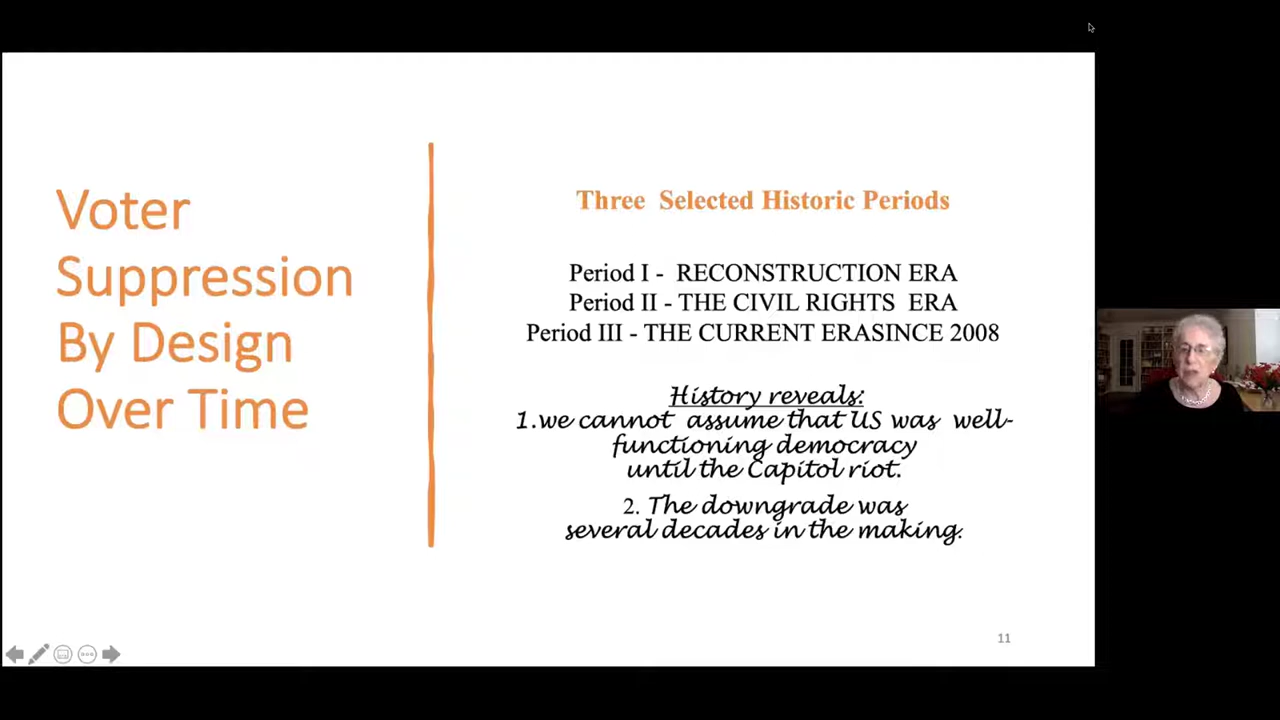 Voter
Suppression
By Design
Over Time
Three Selected Historic Periods
Period I - RECONSTRUCTION ERA
Period II - THE CIVIL RIGHTS ERA
Period III - THE CURRENT ERASINCE 2008
History reveals:
1.we cannot assume that US was well-
functioning democracy
until the Capitol riot.
2. The downgrade was
several decades in the making.
11